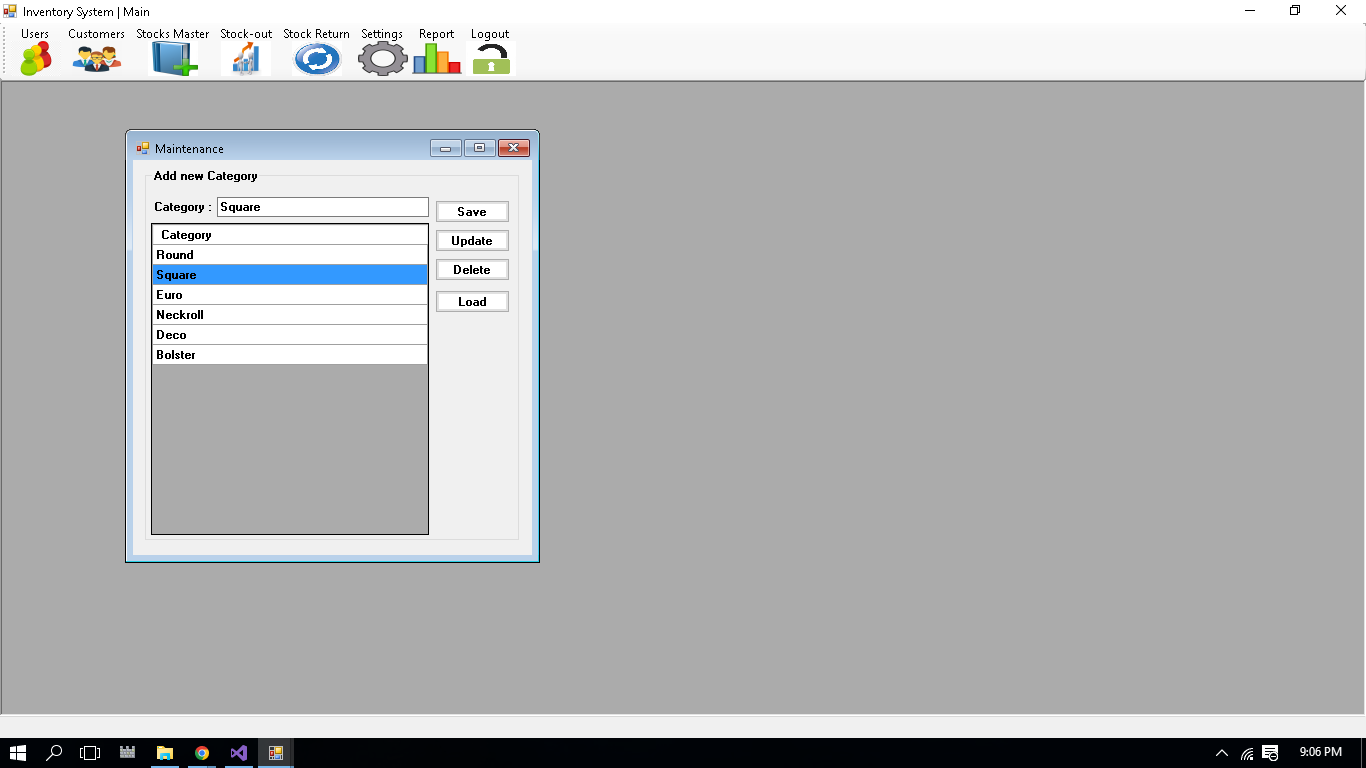 Inventory System | Main
Users Customers Stocks Master Stock-out Stock Return Settings Report Logout
Maintenance
Add new Category
Category : Square
Save
Category
Update
Round
Delete
Square
Euro
Load
Neckroll
Deco
Bolster
9:06 PM